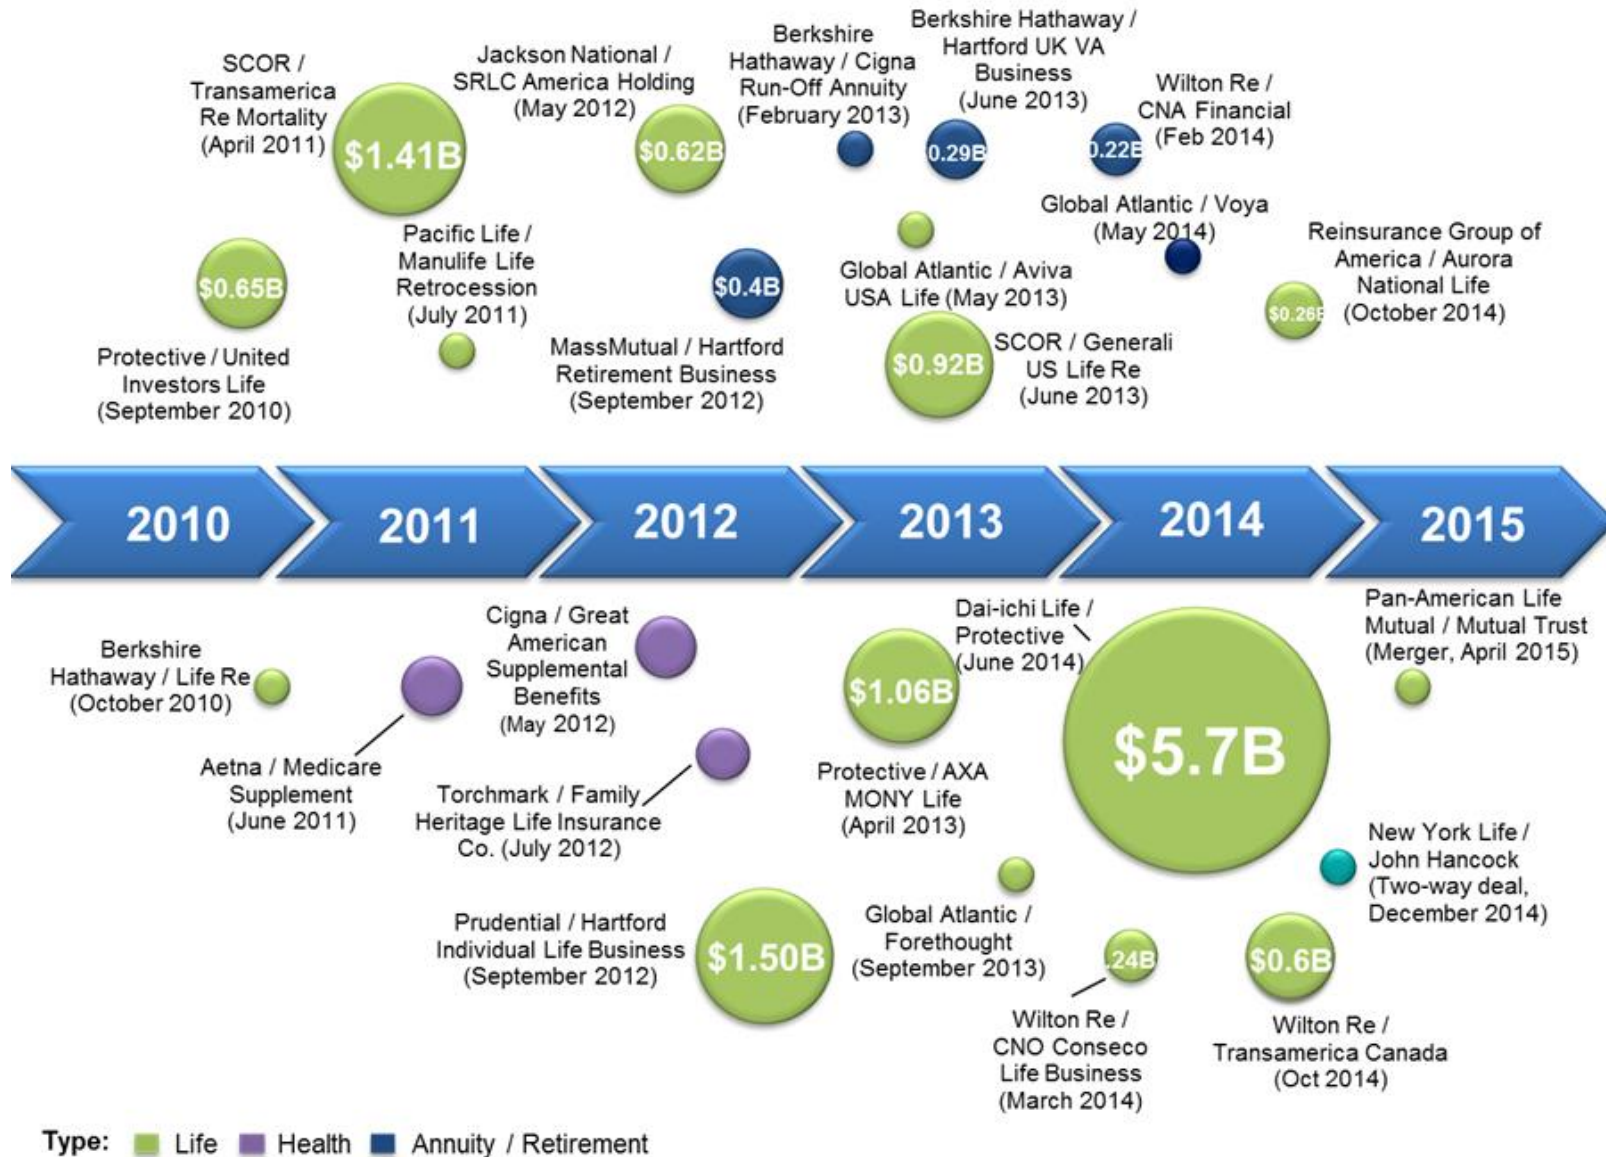 SCOR /
Transamerica
Re Mortality
(April 2011)
$1.41B
Jackson National /
SRLC America Holding
(May 2012)
$0.62B
Berkshire
Hathaway / Cigna
Run-Off Annuity
(February 2013)
Berkshire Hathaway /
Hartford UK VA
Business
(June 2013)
0.29B
Wilton Re /
CNA Financial
(Feb 2014)
0.22B
$0.65B
Protective / United
Investors Life
(September 2010)
Pacific Life /
Manulife Life
Retrocession
(July 2011)
$0.4B
MassMutual / Hartford
Retirement Business
(September 2012)
Global Atlantic / Aviva
USA Life (May 2013)
$0.92B
SCOR / Generali
US Life Re
(June 2013)
Global Atlantic / Voya
(May 2014)
$0.26B
Reinsurance Group of
America / Aurora
National Life
(October 2014)
2010
2011
2012
2013
2014
2015
Berkshire
Hathaway / Life Re
(October 2010)
Aetna / Medicare
Supplement
(June 2011)
Cigna / Great
American
Supplemental
Benefits
(May 2012)
Torchmark / Family
Heritage Life Insurance
Co. (July 2012)
Prudential / Hartford
Individual Life Business
(September 2012)
$1.50B
$1.06B
Protective / AXA
MONY Life
(April 2013)
Global Atlantic /
Forethought
(September 2013)
Dai-ichi Life /
Protective
(June 2014)
$5.7B
.24B
Wilton Re /
CNO Conseco
Life Business
(March 2014)
$0.6B
Wilton Re /
Transamerica Canada
(Oct 2014)
Pan-American Life
Mutual / Mutual Trust
(Merger, April 2015)
New York Life /
John Hancock
(Two-way deal,
December 2014)
Type: Life Health Annuity / Retirement